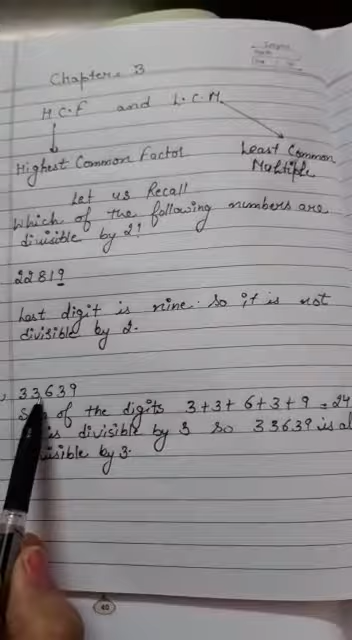 Chapter. 3
H.C.F and L.C.M.
Highest Common Factor
Least Common
Multiple
Let us Recall
Which of the following numbers are
divisible by 2?
22819
Last digit is nine. So it is not
divisible by 2.
33639
of the digits 3+3+6+3+9 = 24
is divisible by 3 so 33639 is
by 3.
40